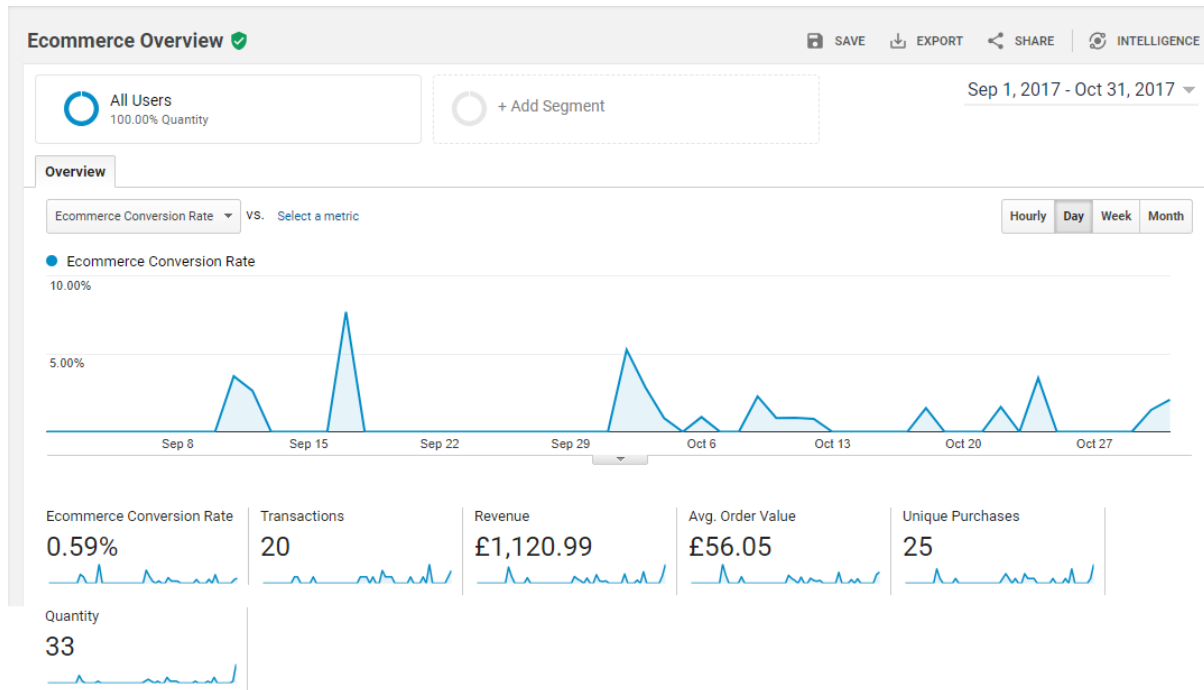 Ecommerce Overview
SAVE EXPORT SHARE INTELLIGENCE
All Users
100.00% Quantity
+ Add Segment
Sep 1, 2017 - Oct 31, 2017
Overview
Ecommerce Conversion Rate VS. Select a metric
Hourly Day Week Month
Ecommerce Conversion Rate
10.00%
5.00%
Sep 8 Sep 15 Sep 22 Sep 29 Oct 6 Oct 13 Oct 20 Oct 27
Ecommerce Conversion Rate Transactions Revenue Avg. Order Value Unique Purchases
0.59% 20 £1,120.99 £56.05 25
Quantity
33